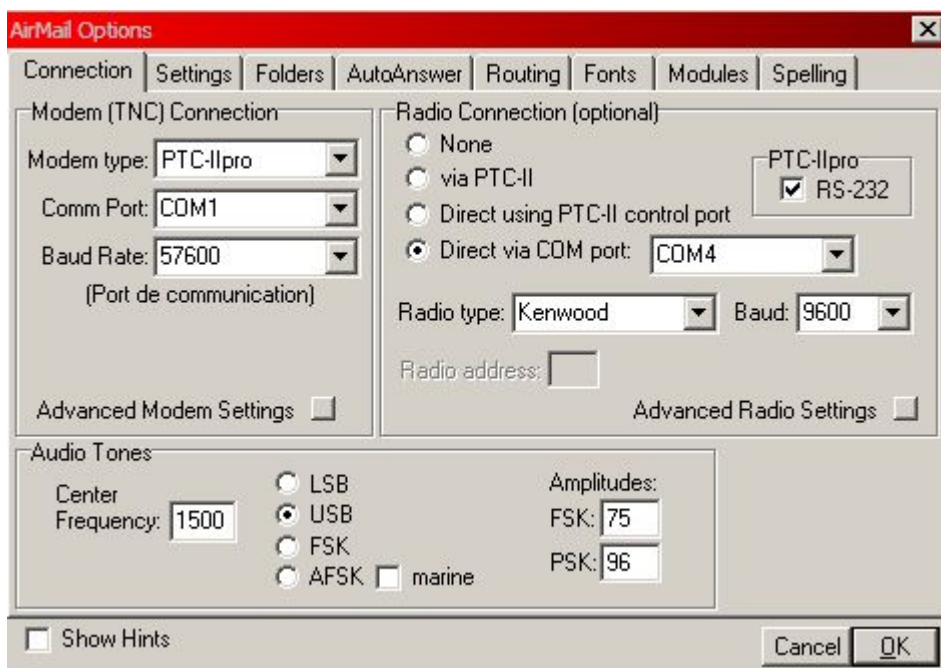 AirMail Options
Connection Settings Folders AutoAnswer Routing Fonts Modules Spelling
Modem (TNC) Connection
Modem type: PTC-IIpro
Comm Port: COM1
Baud Rate: 57600
(Port de communication)
Advanced Modem Settings
Radio Connection (optional)
None
via PTC-II
Direct using PTC-II control port
Direct via COM port: COM4
PTC-IIpro
RS-232
Radio type: Kenwood Baud: 9600
Radio address:
Advanced Radio Settings
Audio Tones
Center
Frequency: 1500
LSB
USB
FSK
AFSK marine
Amplitudes:
FSK: 75
PSK: 96
Show Hints
Cancel OK